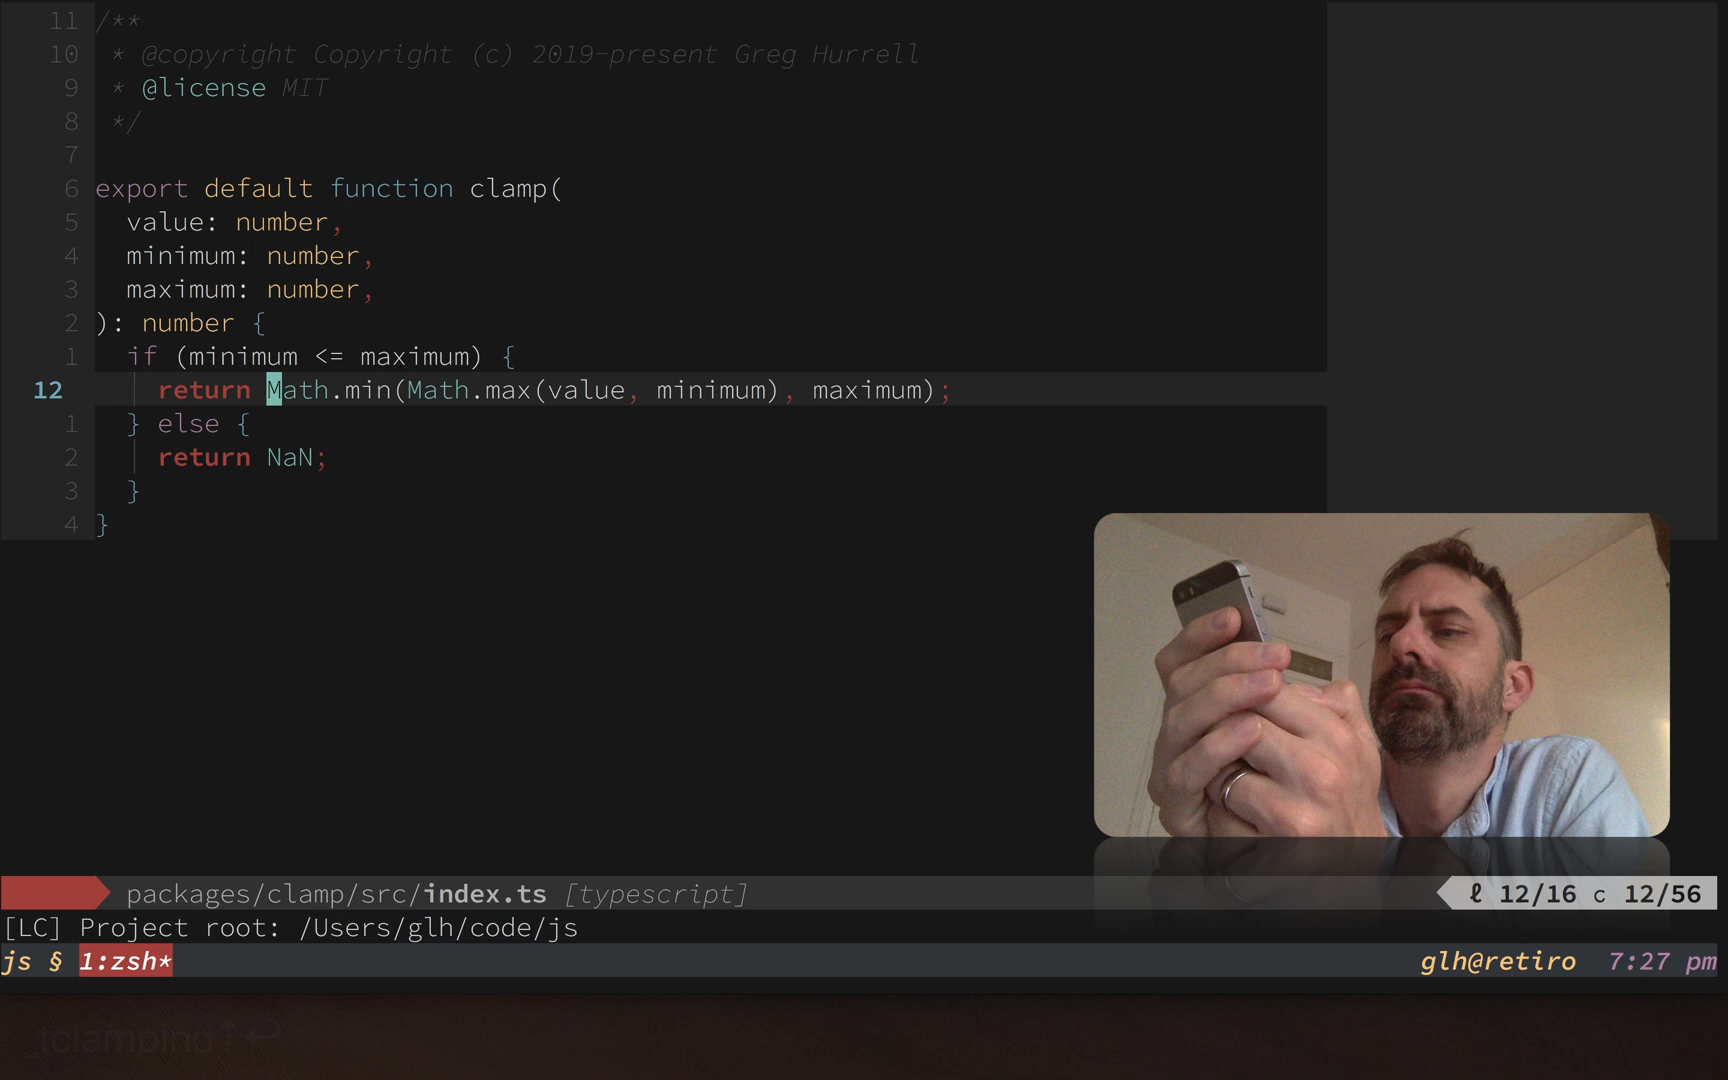 11 /**
10 * @copyright Copyright (c) 2019-present Greg Hurrell
9 * @license MIT
8 */
7
6 export default function clamp(
5 value: number,
4 minimum: number,
3 maximum: number,
2 ): number {
1 if (minimum <= maximum) {
12 return Math.min(Math.max(value, minimum), maximum);
1 } else {
2 return NaN;
3 }
4 }
packages/clamp/src/index.ts [typescript] ℓ 12/16 c 12/56
[LC] Project root: /Users/glh/code/js
js § 1:zsh* glh@retiro 7:27 pm